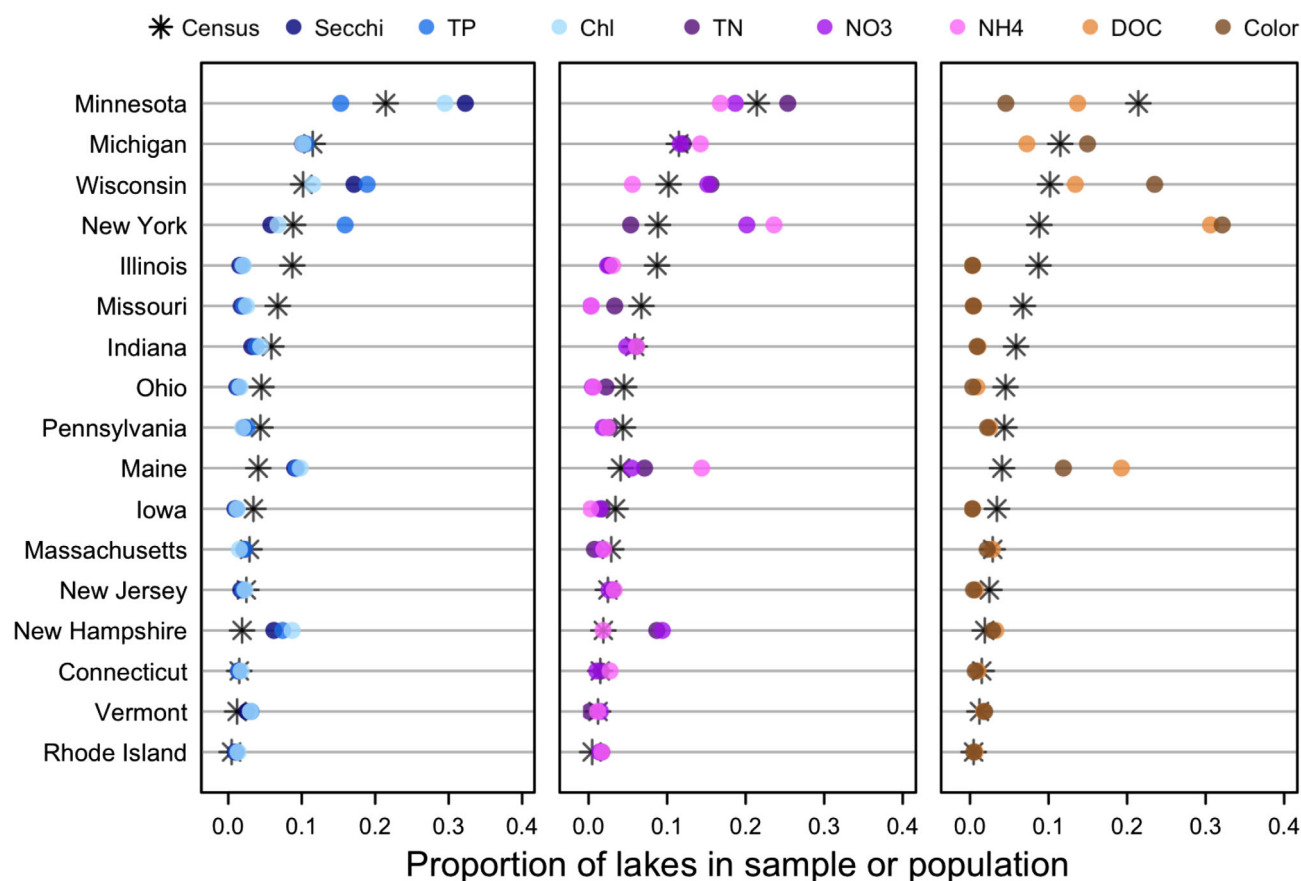 Census Secchi TP Chl TN NO3 NH4 DOC Color
Minnesota
Michigan
Wisconsin
New York
Illinois
Missouri
Indiana
Ohio
Pennsylvania
Maine
Iowa
Massachusetts
New Jersey
New Hampshire
Connecticut
Vermont
Rhode Island
0.0 0.1 0.2 0.3 0.4 0.0 0.1 0.2 0.3 0.4 0.0 0.1 0.2 0.3 0.4
Proportion of lakes in sample or population